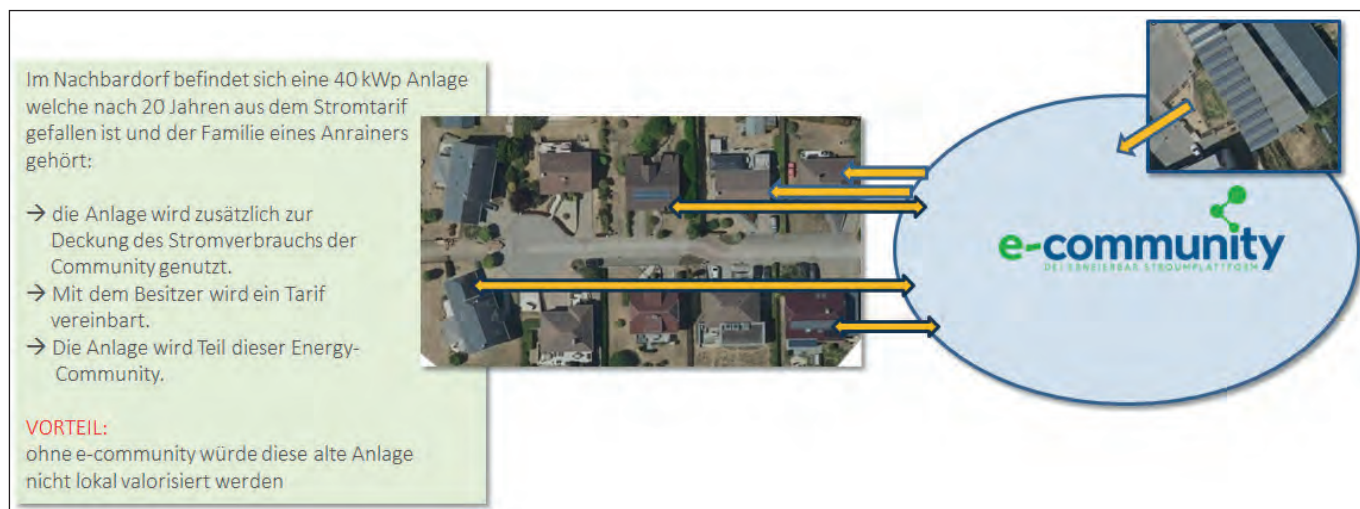 Im Nachbardorf befindet sich eine 40 kWp Anlage
welche nach 20 Jahren aus dem Stromtarif
gefallen ist und der Familie eines Anrainers
gehört:
→ die Anlage wird zusätzlich zur
Deckung des Stromverbrauchs der
Community genutzt.
→ Mit dem Besitzer wird ein Tarif
vereinbart.
→ Die Anlage wird Teil dieser Energy-
Community.
VORTEIL:
ohne e-community würde diese alte Anlage
nicht lokal valorisiert werden
e-community